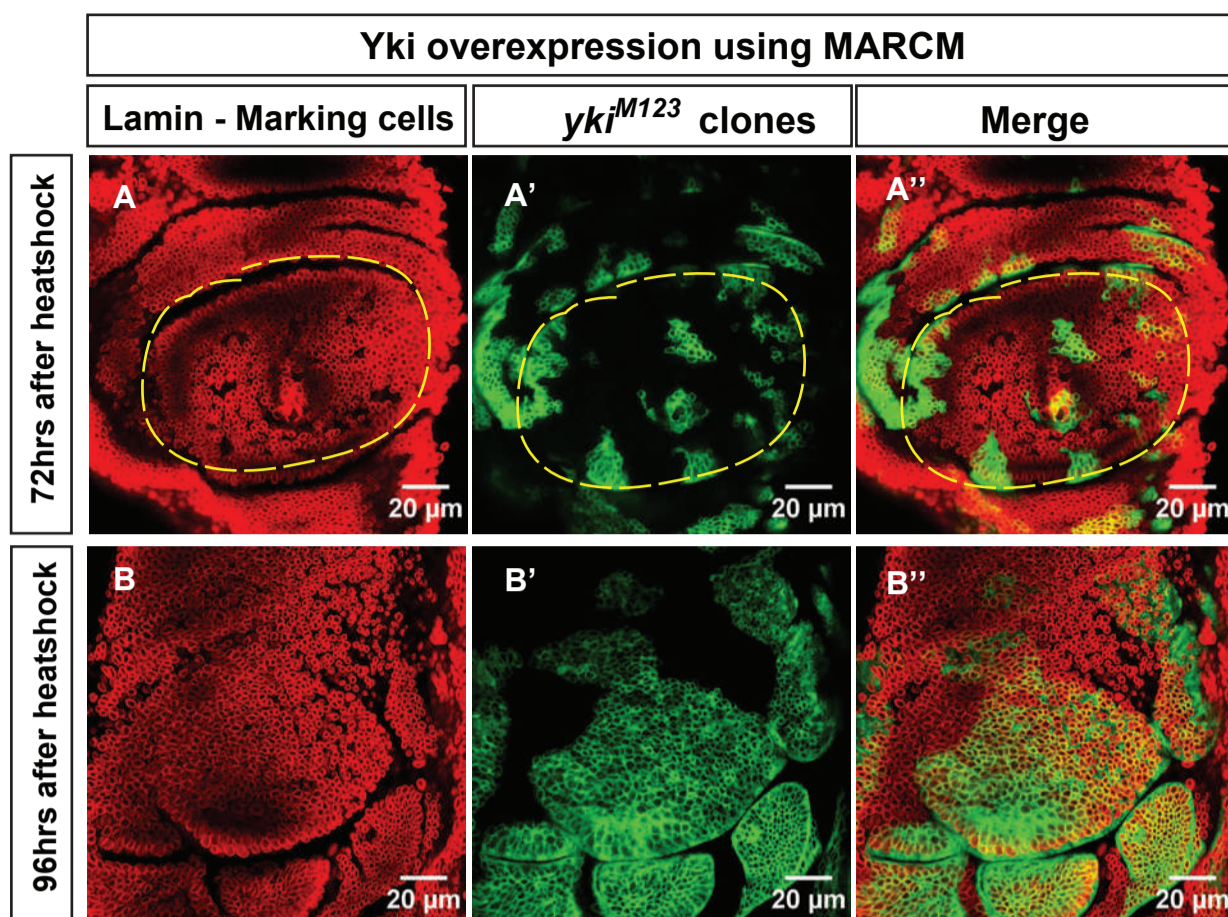 Yki overexpression using MARCM
Lamin - Marking cells
yki^M123 clones
Merge
72hrs after heatshock
A
20 µm
A'
20 µm
A''
20 µm
96hrs after heatshock
B
20 µm
B'
20 µm
B''
20 µm